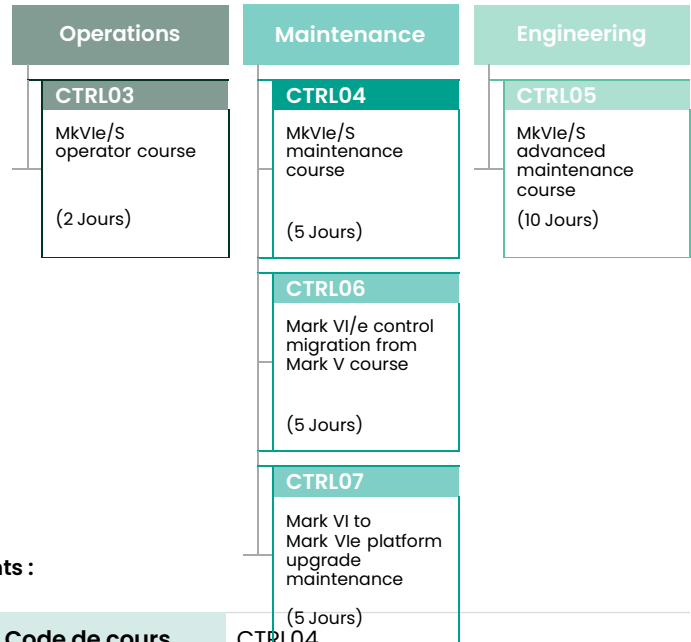 Operations
CTRL03
MkVIe/S
operator course
(2 Jours)
Maintenance
CTRL04
MkVIe/S
maintenance
course
(5 Jours)
CTRL06
Mark VI/e control
migration from
Mark V course
(5 Jours)
CTRL07
Mark VI to
Mark VIe platform
upgrade
maintenance
(5 Jours)
Engineering
CTRL05
MkVIe/S
advanced
maintenance
course
(10 Jours)
nts :
Code de cours CTRL04